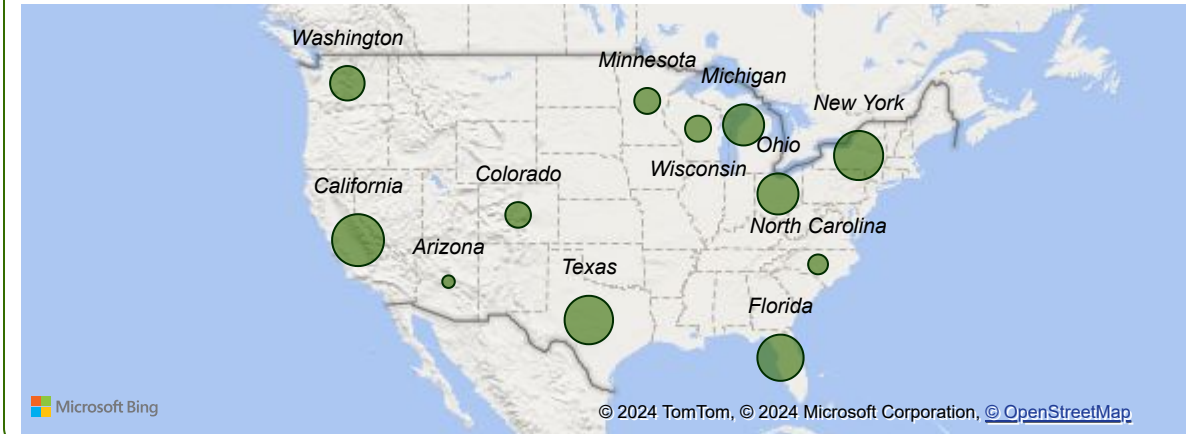 Washington
Minnesota
Michigan
New York
Ohio
Wisconsin
Colorado
California
North Carolina
Arizona
Texas
Florida
Microsoft Bing
© 2024 TomTom, © 2024 Microsoft Corporation, © OpenStreetMap